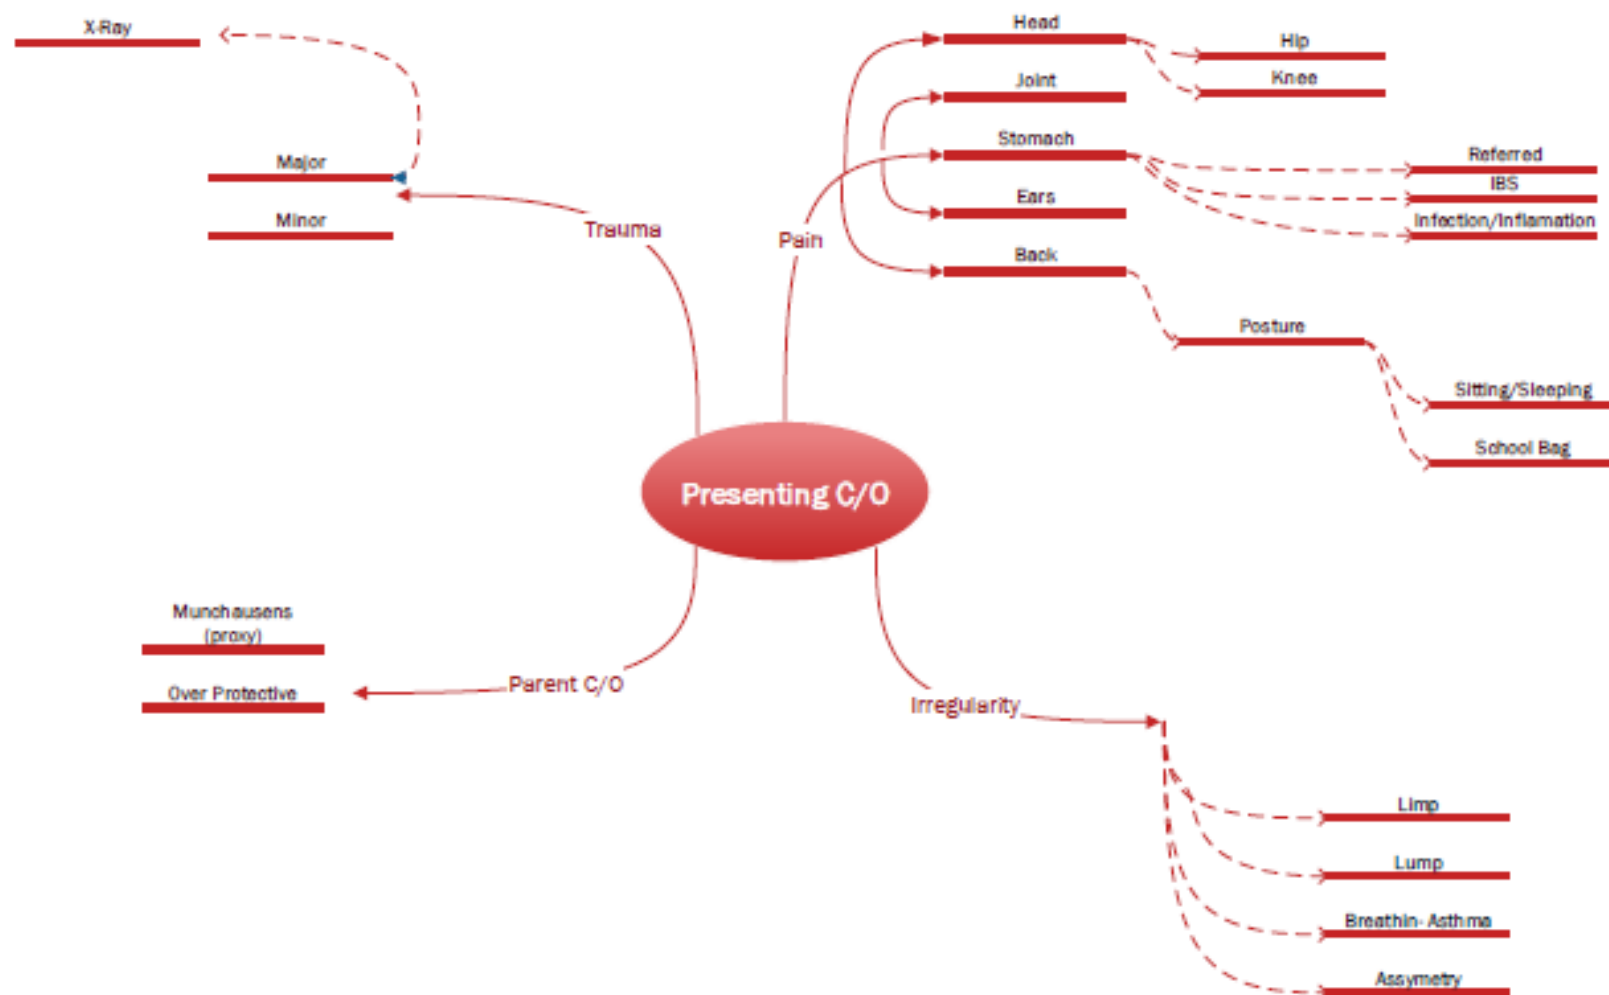 X-Ray
Major
Minor
Trauma
Pain
Head
Hip
Knee
Joint
Stomach
Referred
IBS
Infection/Inflamation
Ears
Back
Posture
Sitting/Sleeping
School Bag
Presenting C/O
Munchausens
(proxy)
Over Protective
Parent C/O
Irregularity
Limp
Lump
Breathin- Asthma
Assymetry